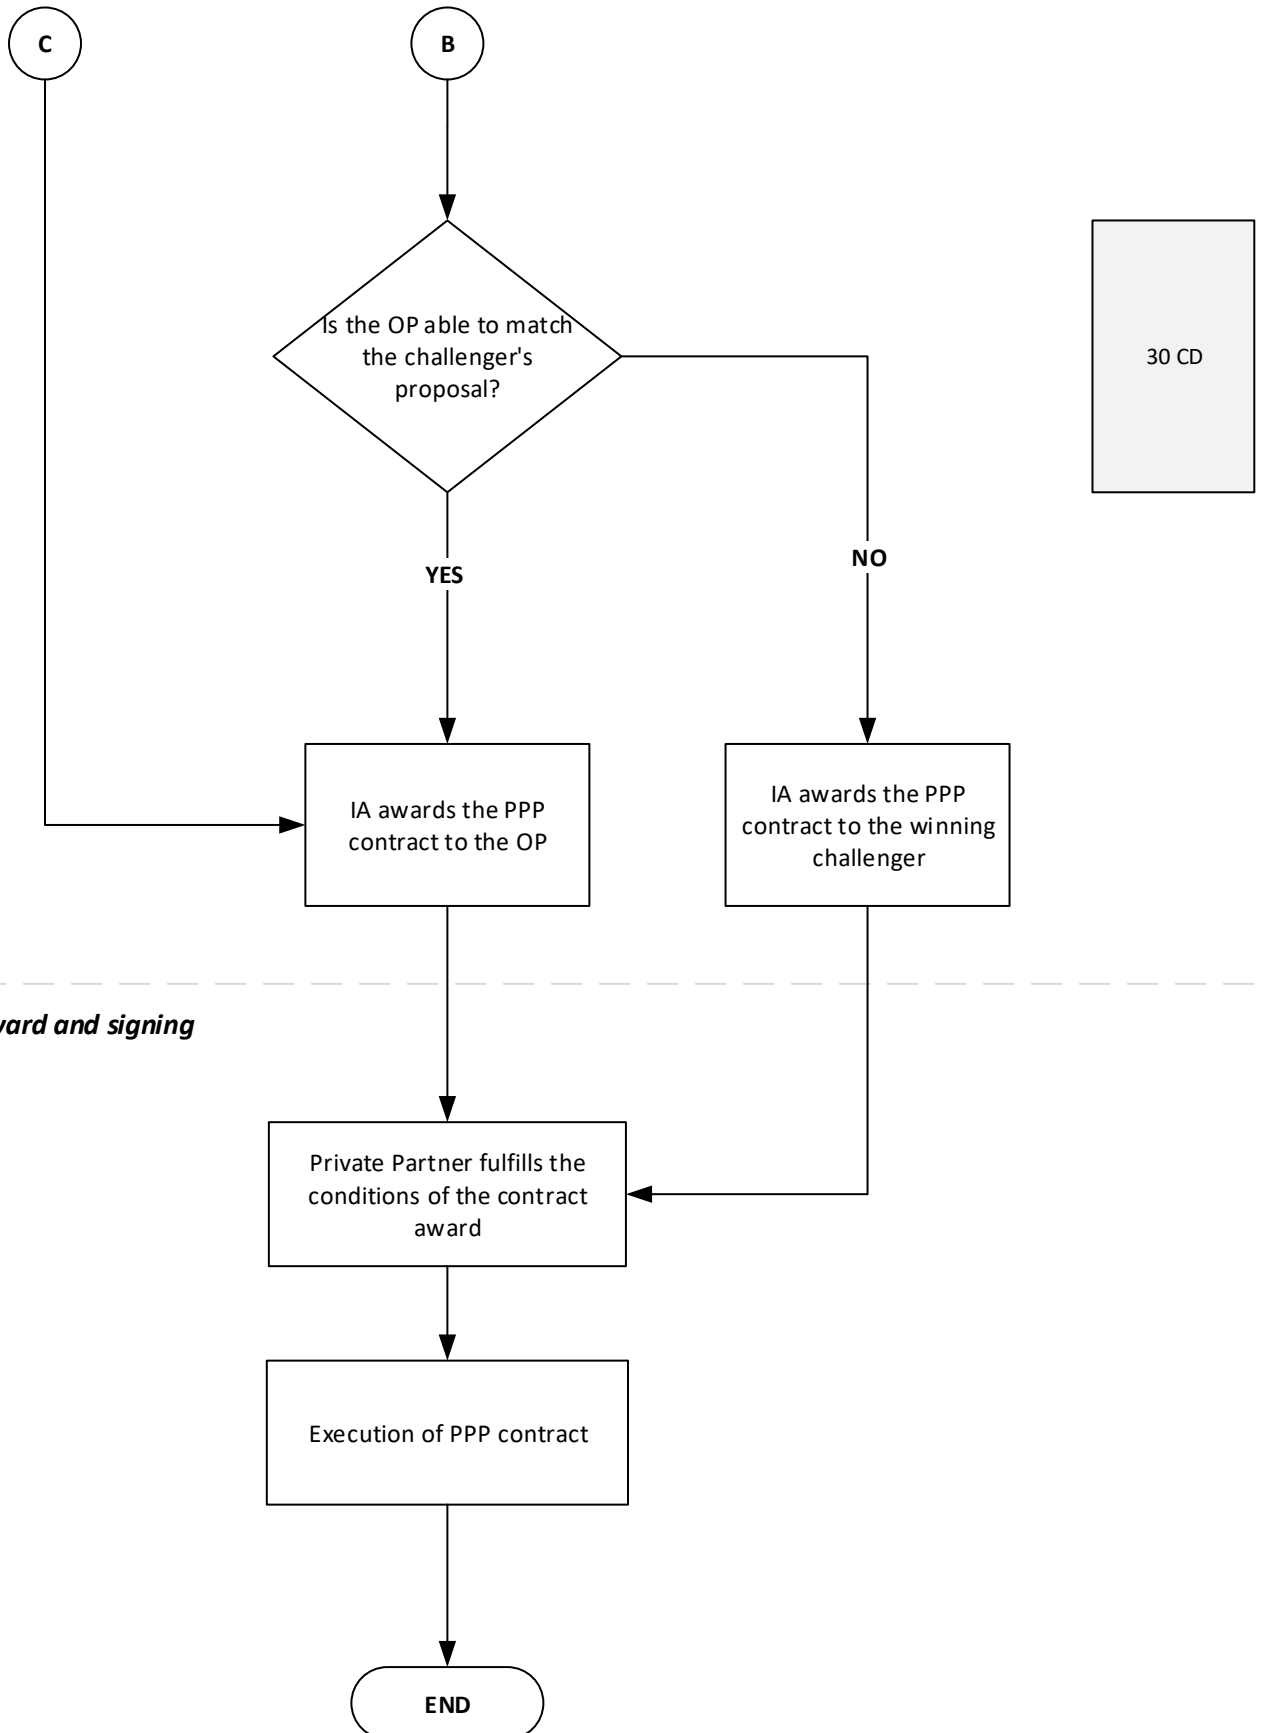 C
B
Is the OP able to match
the challenger's
proposal?
30 CD
YES
NO
IA awards the PPP
contract to the OP
IA awards the PPP
contract to the winning
challenger
and signing
Private Partner fulfills the
conditions of the contract
award
Execution of PPP contract
END